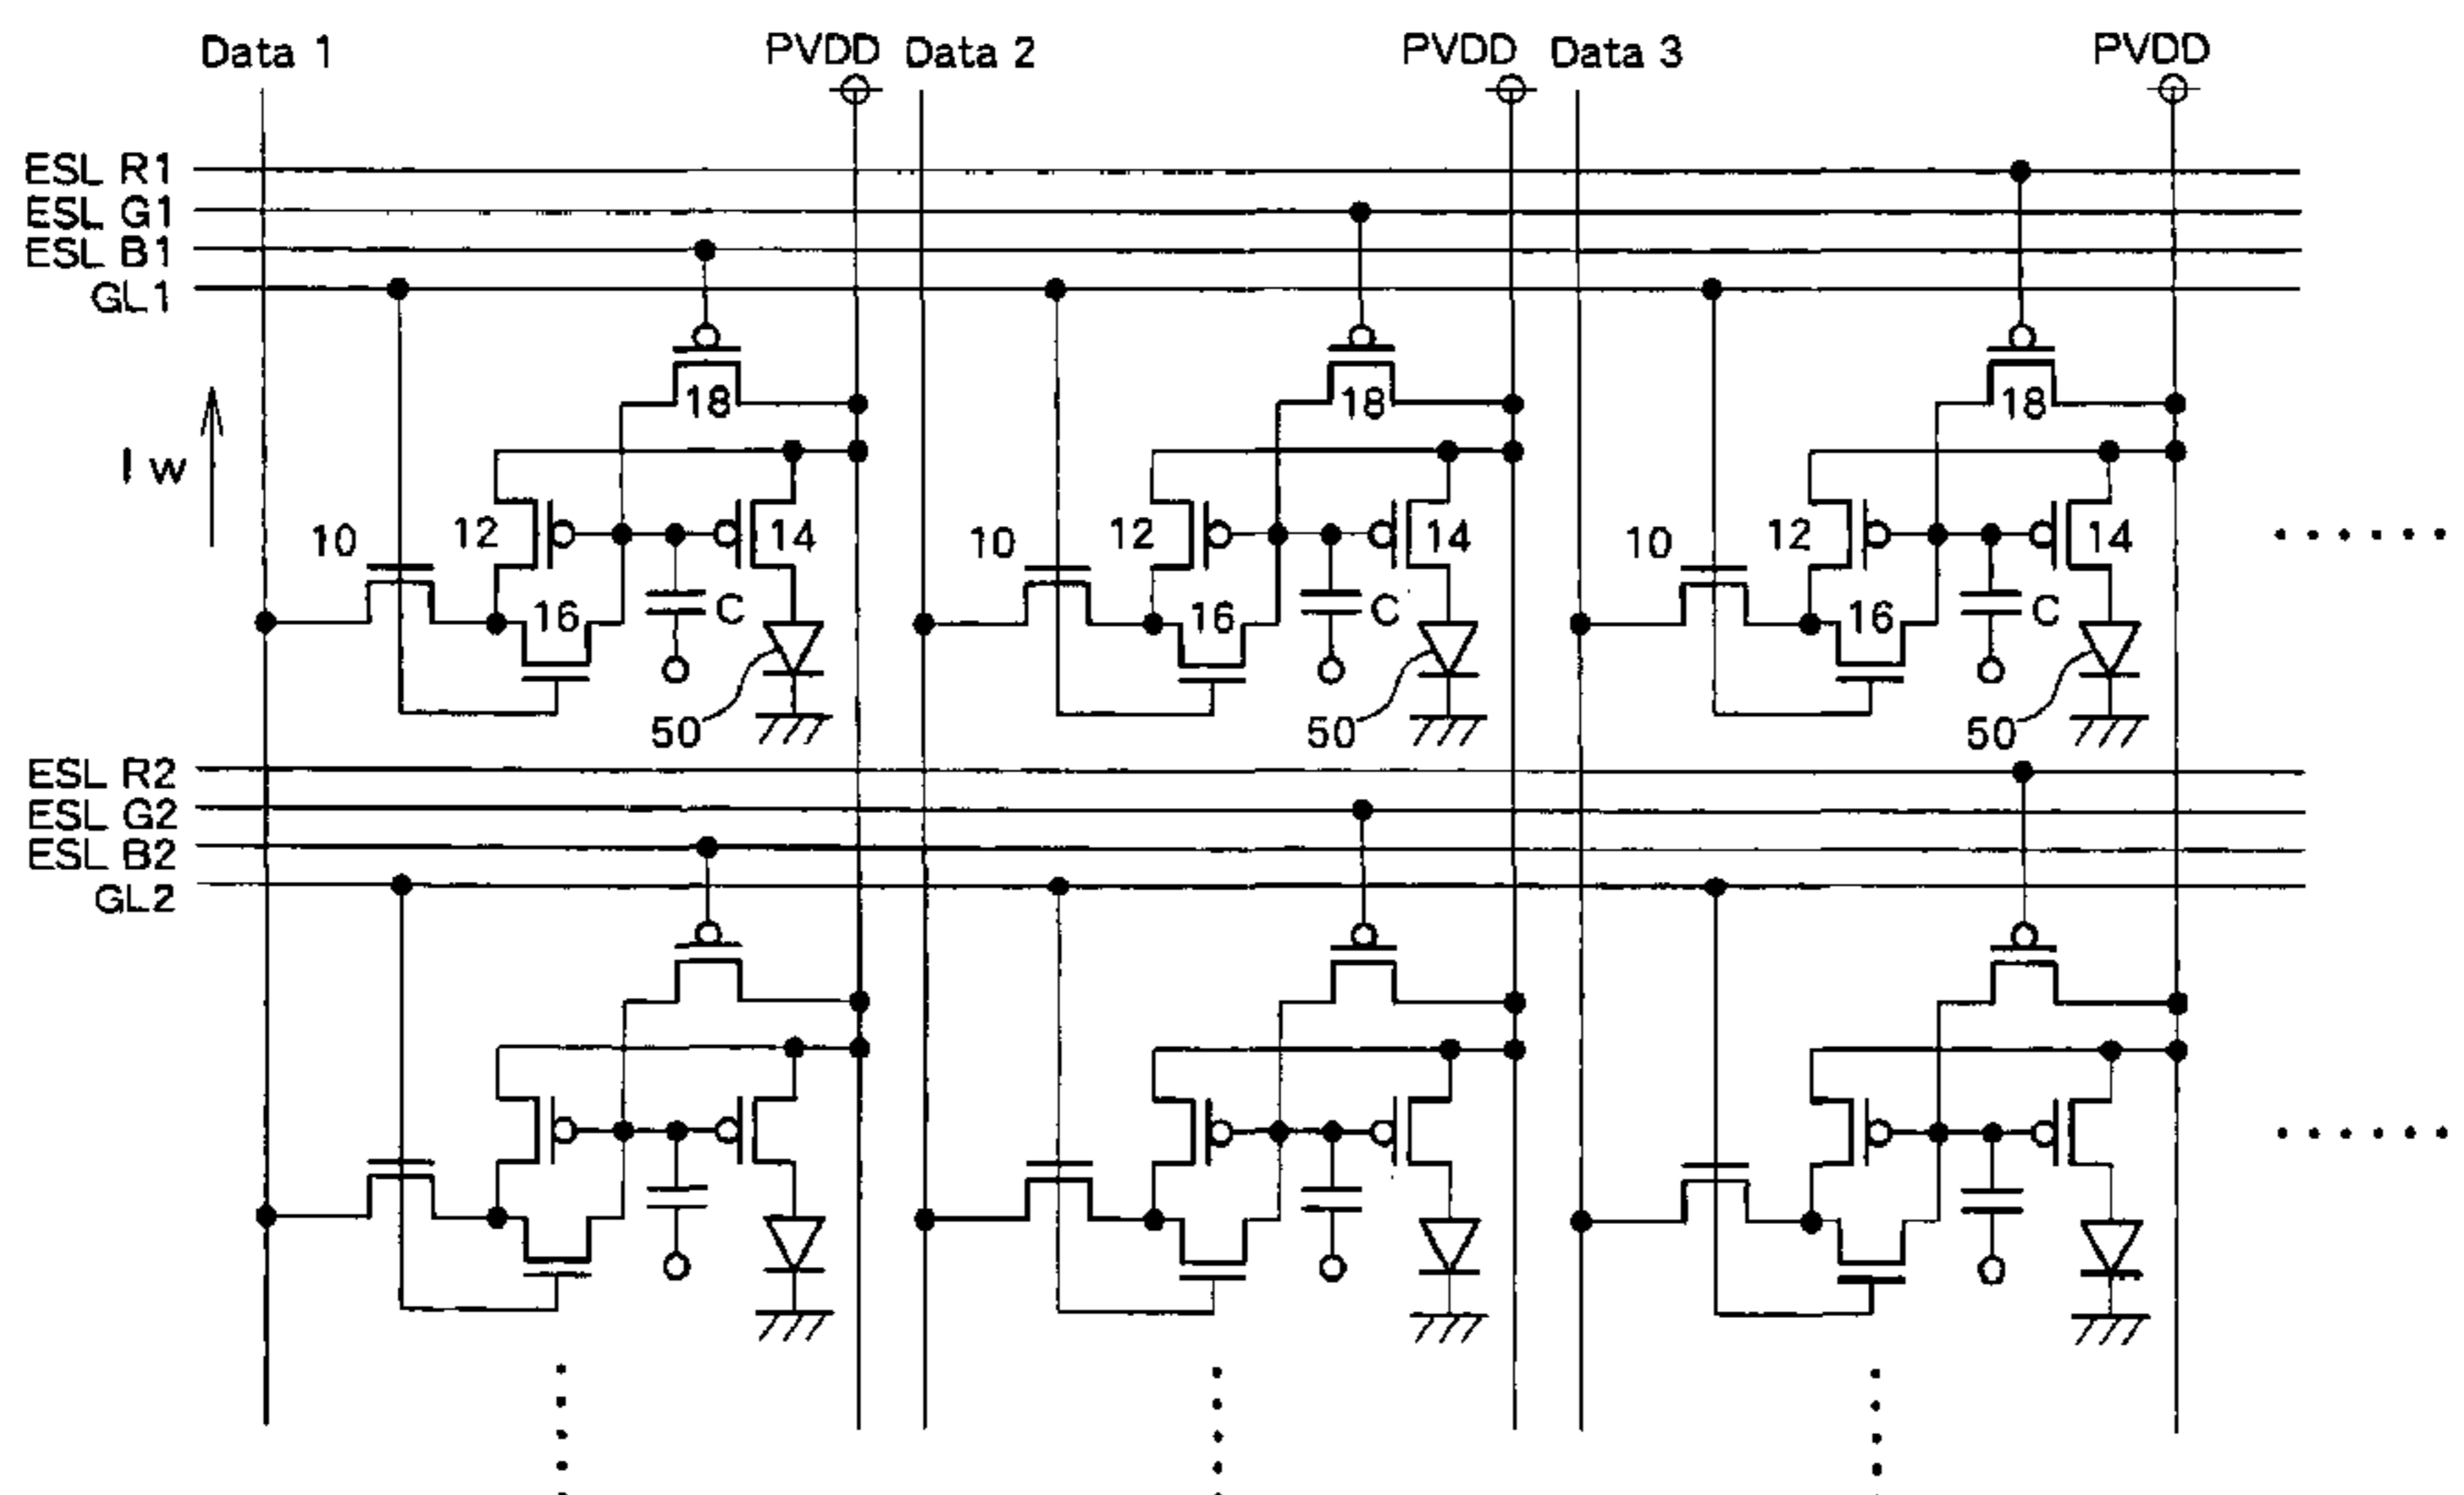 Data 1 PVDD Data 2 PVDD Data 3 PVDD
ESL R1
ESL G1
ESL B1
GL1
18 18 18
I w
10 12 14 10 12 14 10 12 14
16 C 16 C 16 C
50 50 50
ESL R2
ESL G2
ESL B2
GL2